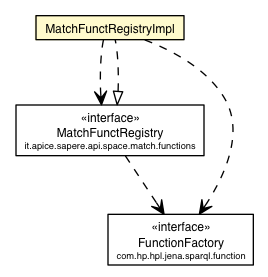 MatchFunctRegistryImpl
«interface»
MatchFunctRegistry
it.apice.sapere.api.space.match.functions
«interface»
FunctionFactory
com.hp.hpl.jena.sparql.function